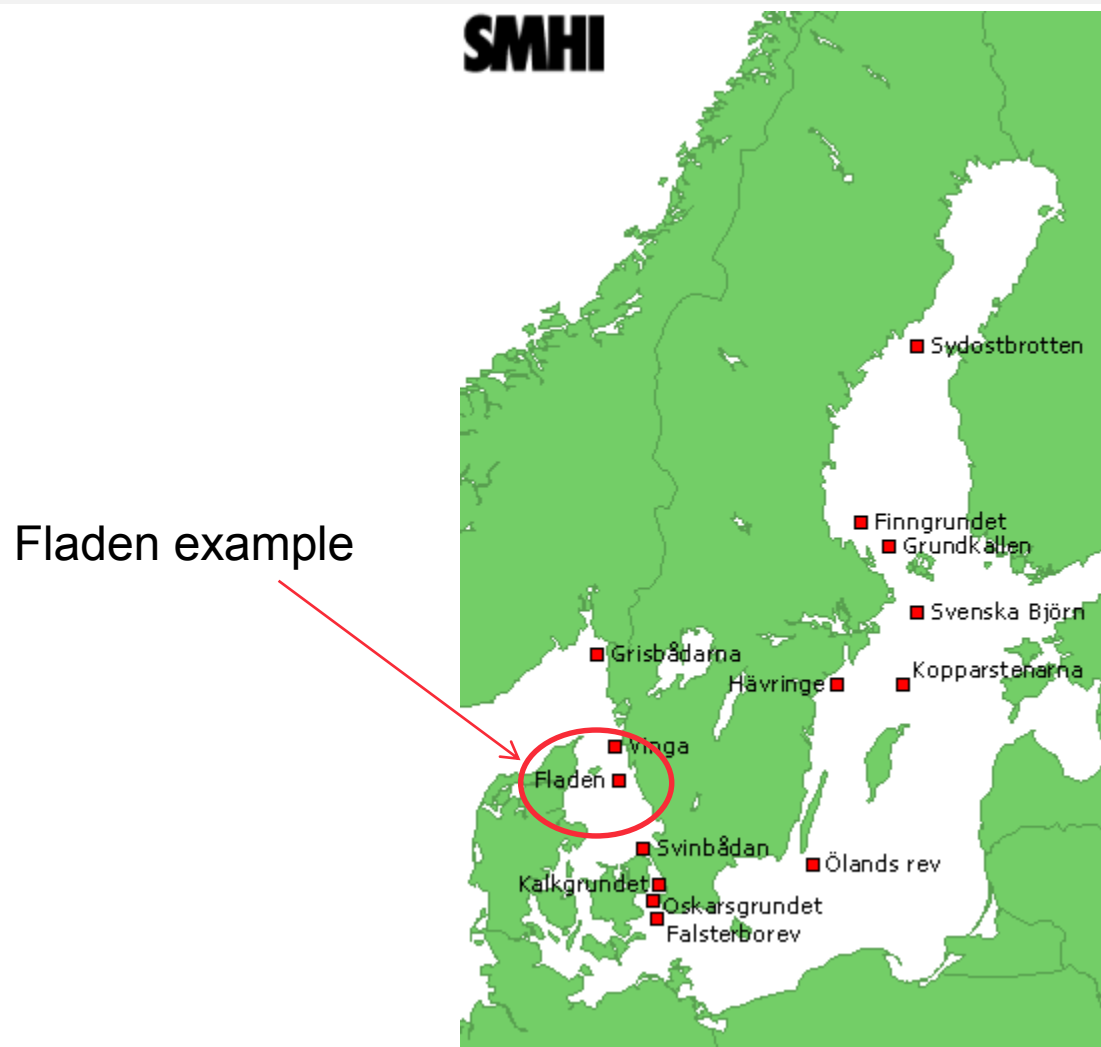 SMHI
Sydostbrotten
Finngrundet
Grundkallen
Fladen example
Svenska Björn
Grisbådarna
Hävringe
Kopparstenarna
Vinga
Fladen
Svinbådan
Ölands rev
Kalkgrundet
Oskarsgrundet
Falsterborev